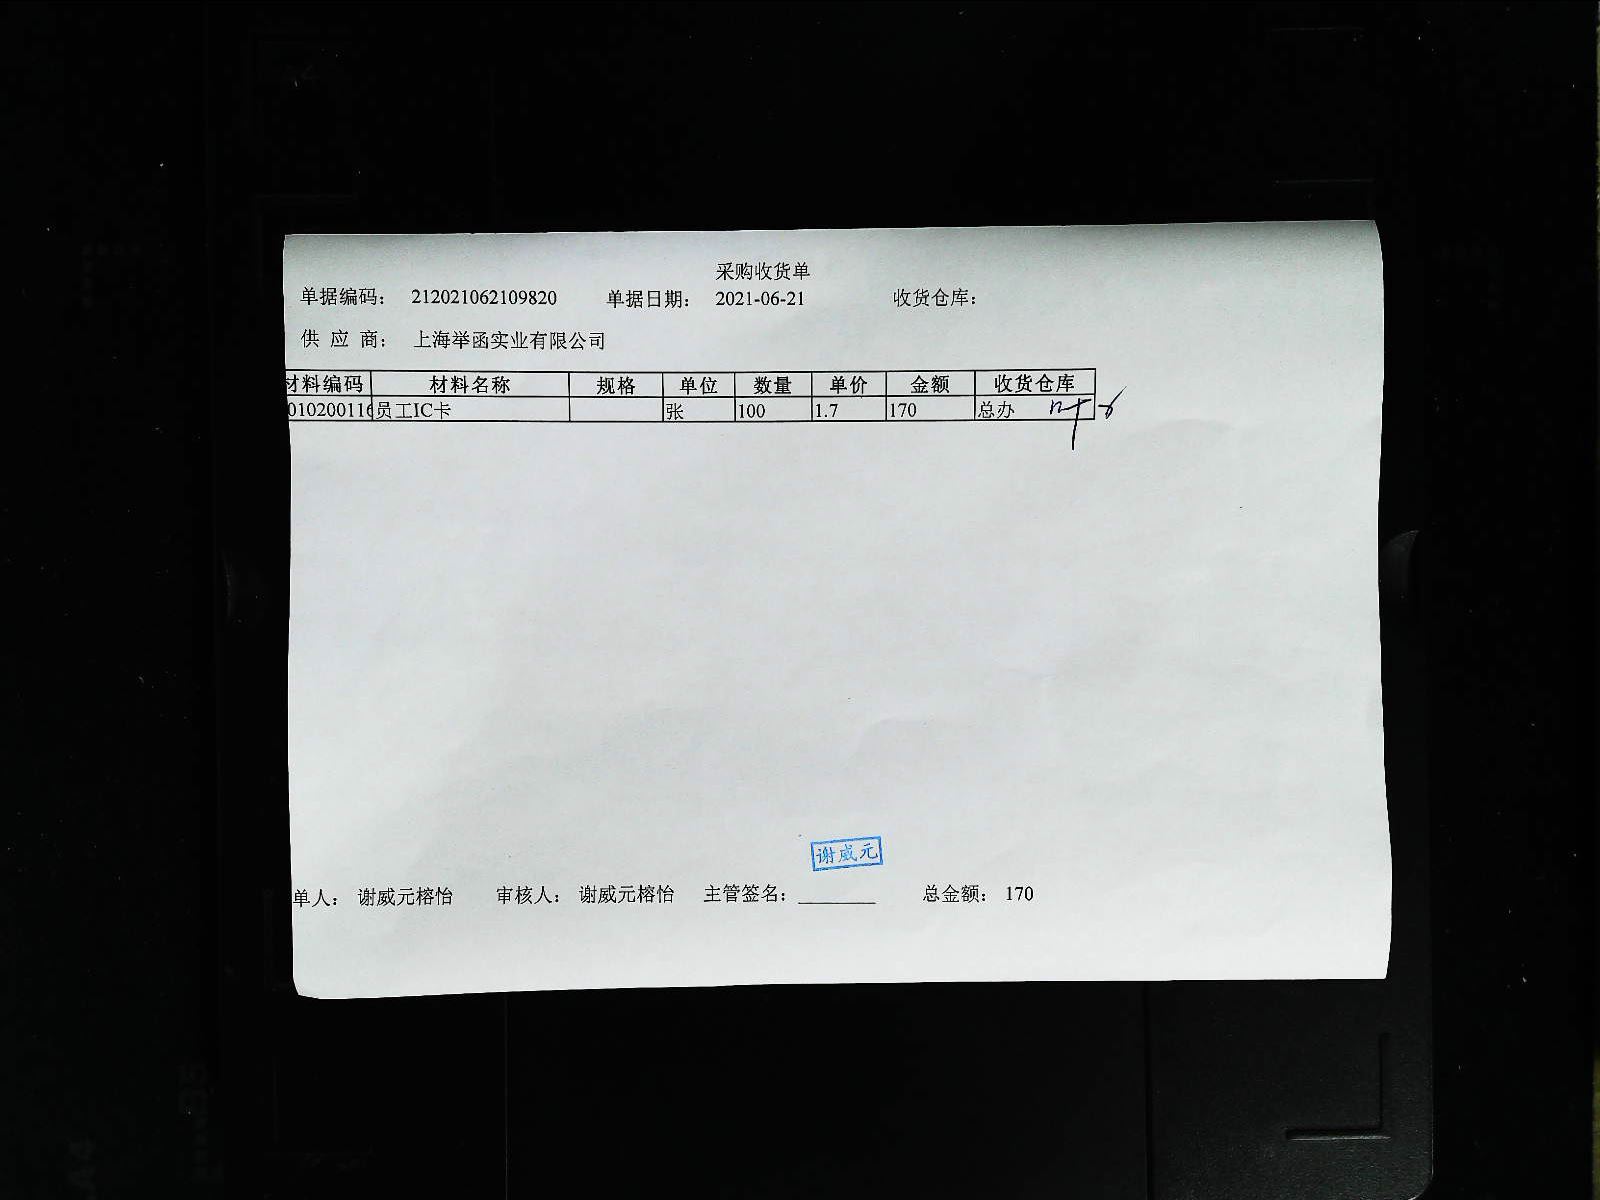 采购收货单
单据编码： 212021062109820 单据日期： 2021-06-21 收货仓库：
供 应 商： 上海举函实业有限公司
材料编码 材料名称 规格 单位 数量 单价 金额 收货仓库
010200116 员工IC卡 张 100 1.7 170 总办
谢威元
单人： 谢威元榕怡 审核人： 谢威元榕怡 主管签名：________ 总金额： 170